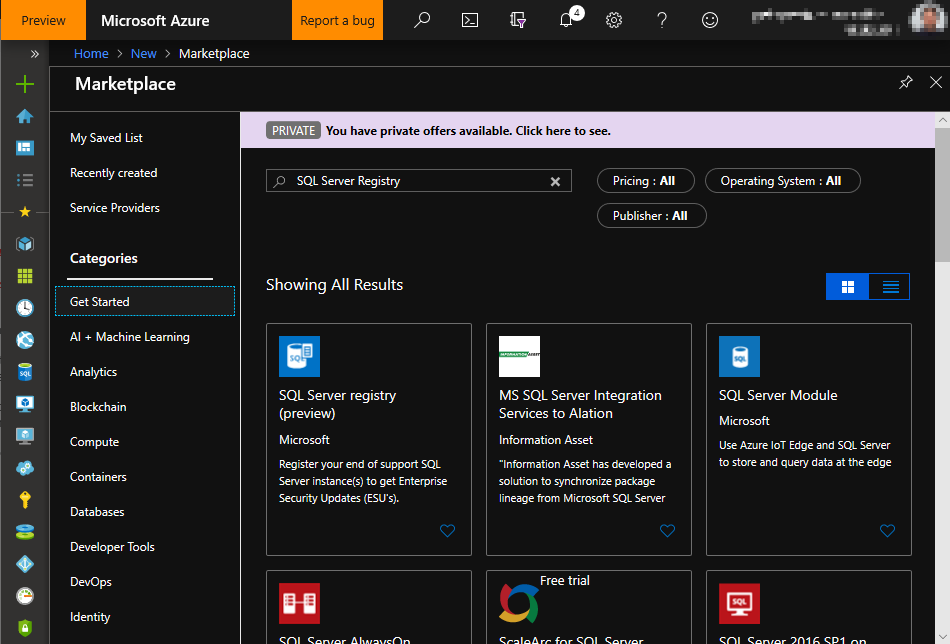 Preview
Microsoft Azure
Report a bug
4
Home > New > Marketplace
Marketplace
My Saved List
Recently created
Service Providers
Categories
Get Started
AI + Machine Learning
Analytics
Blockchain
Compute
Containers
Databases
Developer Tools
DevOps
Identity
PRIVATE You have private offers available. Click here to see.
SQL Server Registry
Pricing : All
Operating System : All
Publisher : All
Showing All Results
SQL
SQL Server registry
(preview)
Microsoft
Register your end of support SQL
Server instance(s) to get Enterprise
Security Updates (ESU's).
INFORMATION ASSET
MS SQL Server Integration
Services to Alation
Information Asset
"Information Asset has developed a
solution to synchronize package
lineage from Microsoft SQL Server
SQL
SQL Server Module
Microsoft
Use Azure IoT Edge and SQL Server
to store and query data at the edge
SQL Server AlwaysOn
Free trial
ScaleArc for SQL Server
SQL
SQL Server 2016 SP1 on
SQL